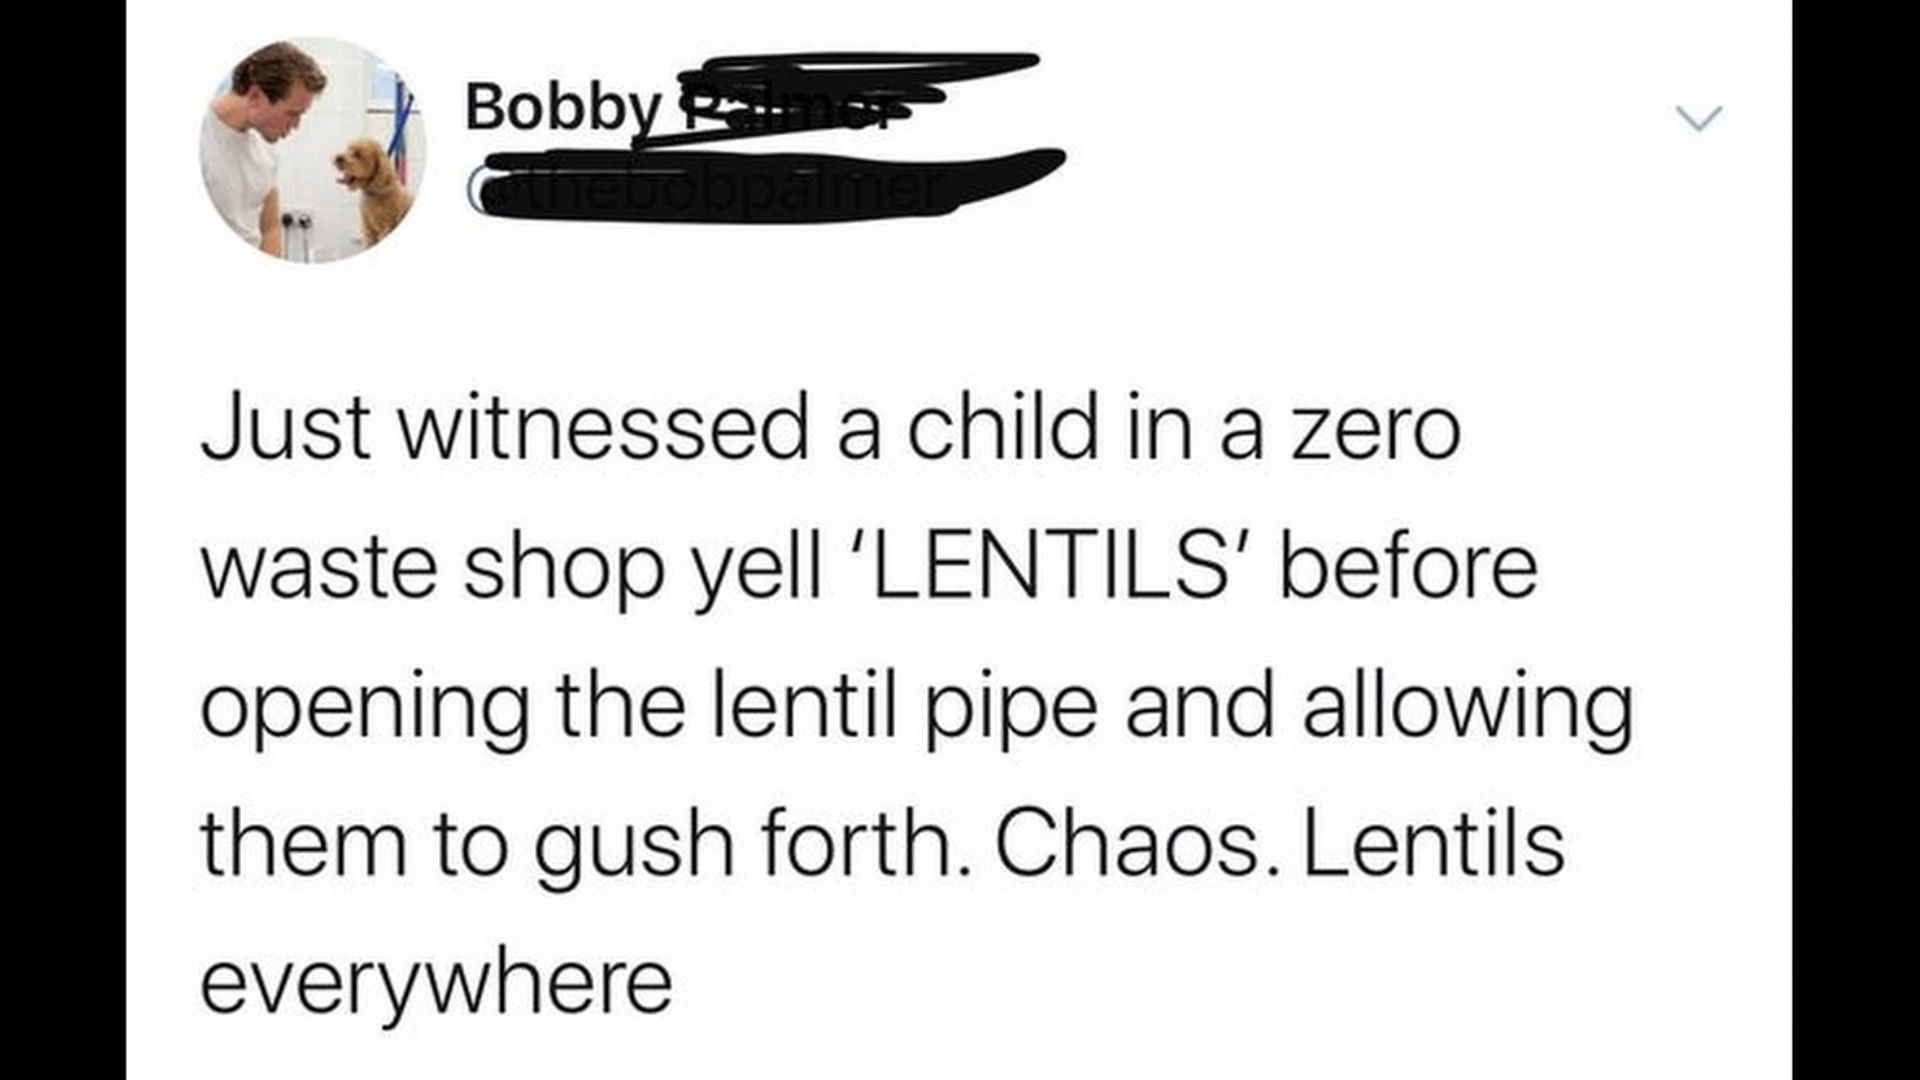 Bobby
Just witnessed a child in a zero
waste shop yell ‘LENTILS’ before
opening the lentil pipe and allowing
them to gush forth. Chaos. Lentils
everywhere